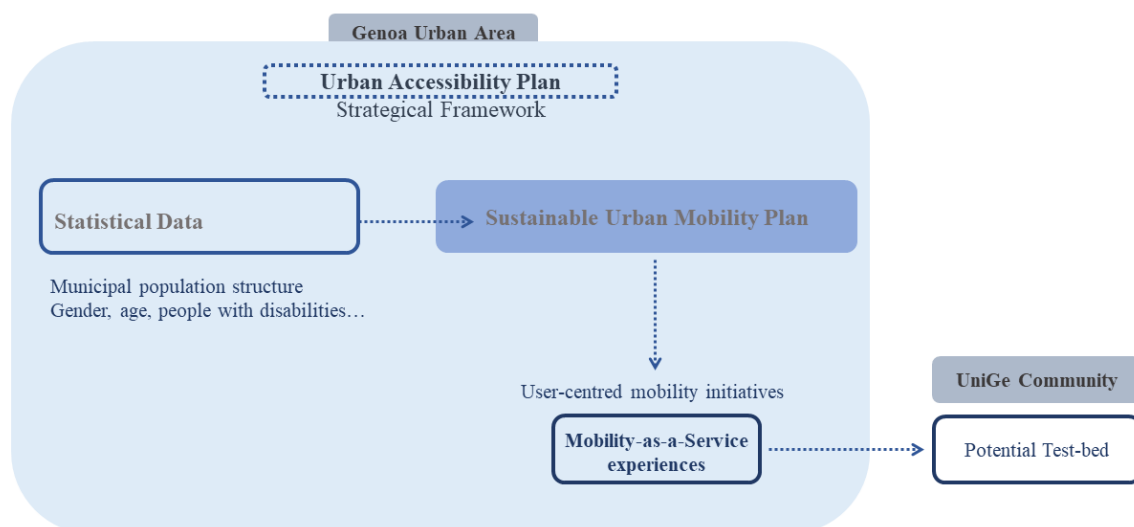 Genoa Urban Area
Urban Accessibility Plan
Strategical Framework
Statistical Data
Sustainable Urban Mobility Plan
Municipal population structure
Gender, age, people with disabilities…
User-centred mobility initiatives
Mobility-as-a-Service
experiences
UniGe Community
Potential Test-bed